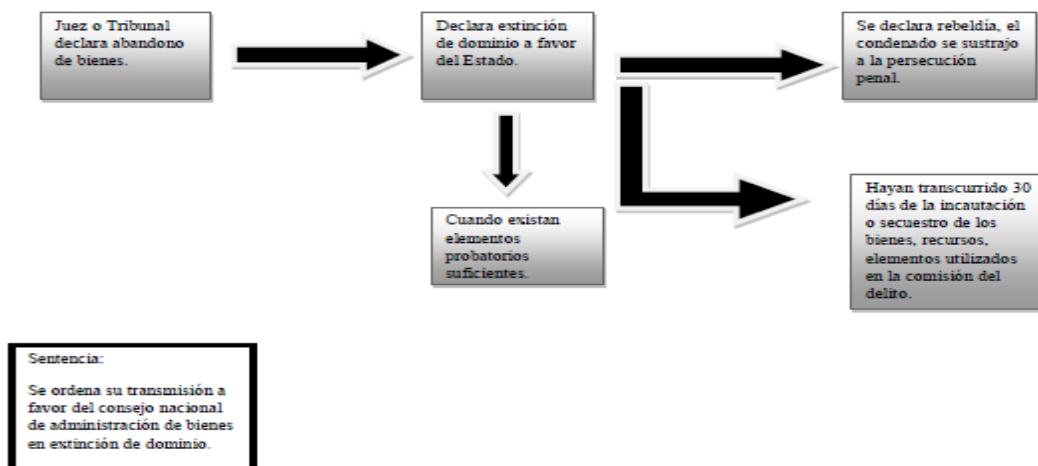 Juez o Tribunal
declara abandono
de bienes.
Declara extinción
de dominio a favor
del Estado.
Se declara rebeldía, el
condenado se sustrajo
a la persecución
penal.
Cuando existan
elementos
probatorios
suficientes.
Hayan transcurrido 30
días de la incautación
o secuestro de los
bienes, recursos,
elementos utilizados
en la comisión del
delito.
Sentencia:
Se ordena su transmisión a
favor del consejo nacional
de administración de bienes
en extinción de dominio.